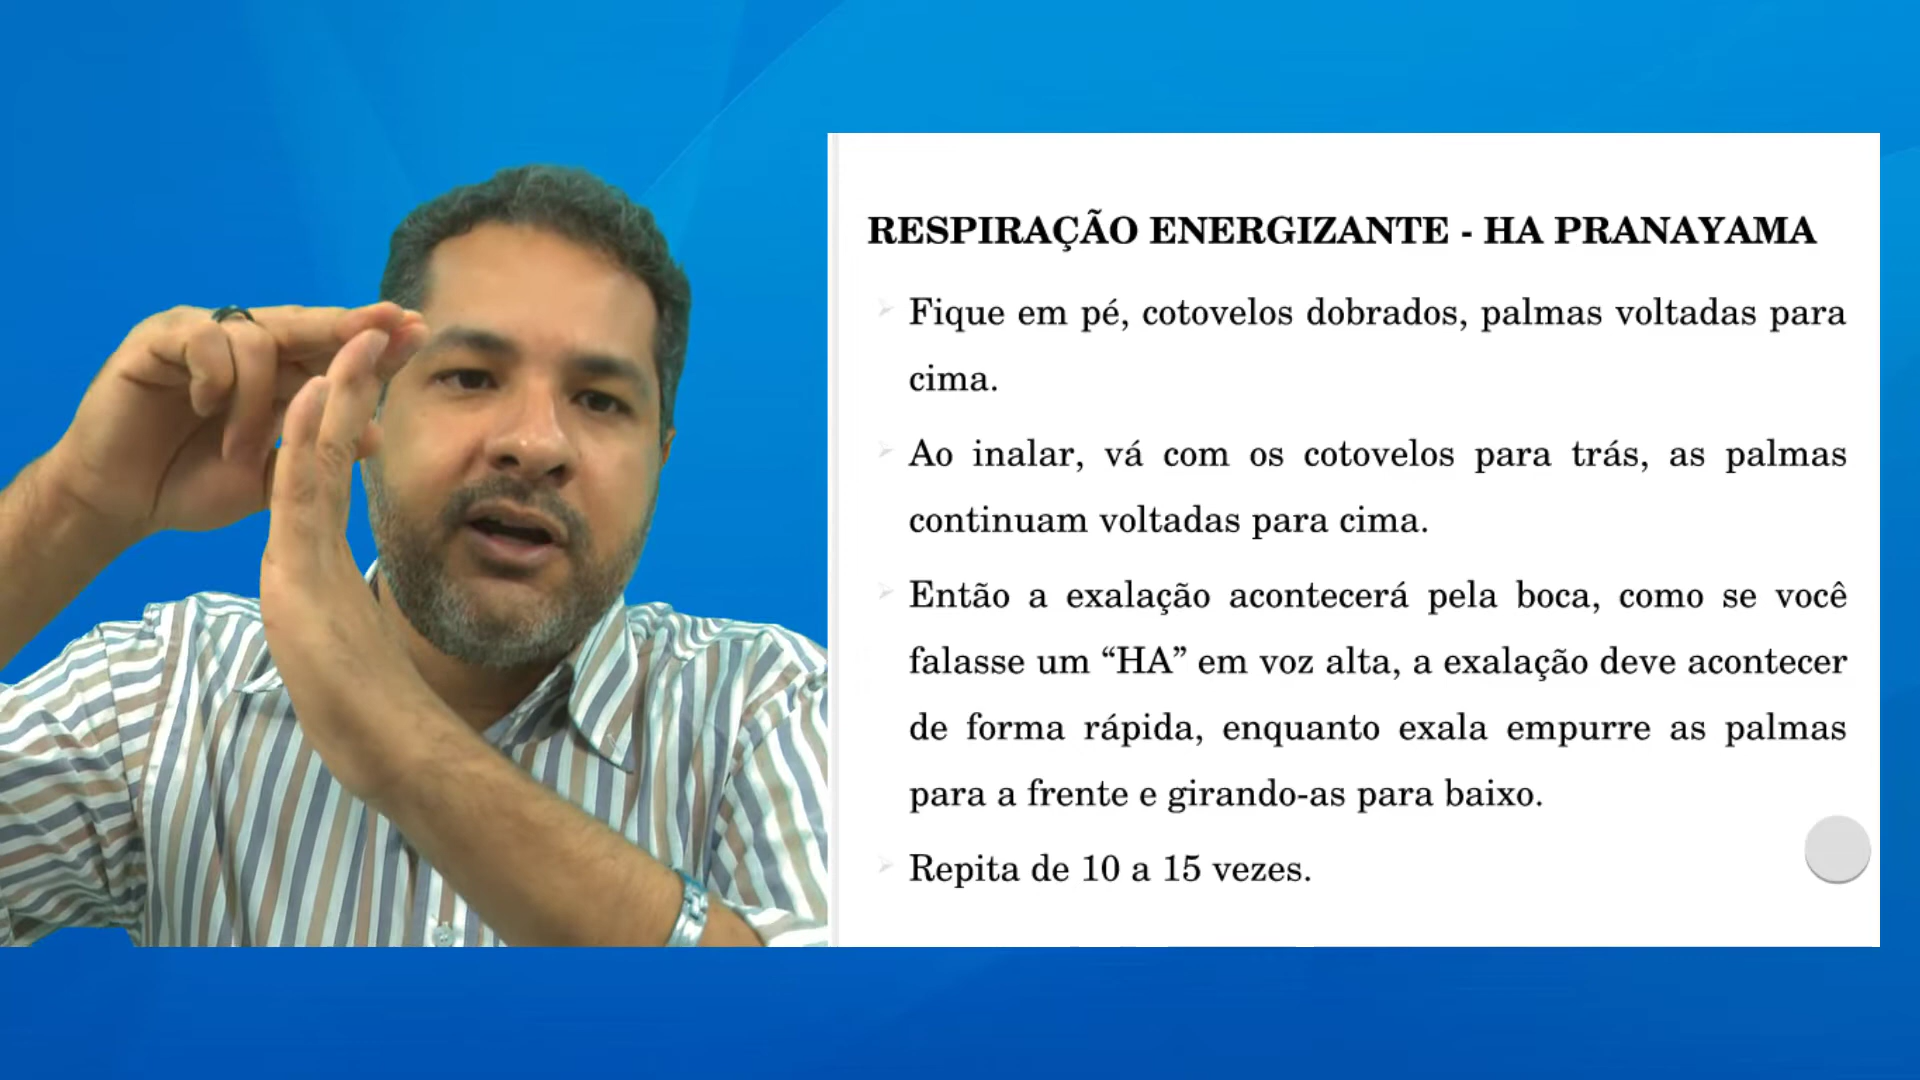 RESPIRAÇÃO ENERGIZANTE - HA PRANAYAMA
Fique em pé, cotovelos dobrados, palmas voltadas para
cima.
Ao inalar, vá com os cotovelos para trás, as palmas
continuam voltadas para cima.
Então a exalação acontecerá pela boca, como se você
falasse um “HA” em voz alta, a exalação deve acontecer
de forma rápida, enquanto exala empurre as palmas
para a frente e girando-as para baixo.
Repita de 10 a 15 vezes.